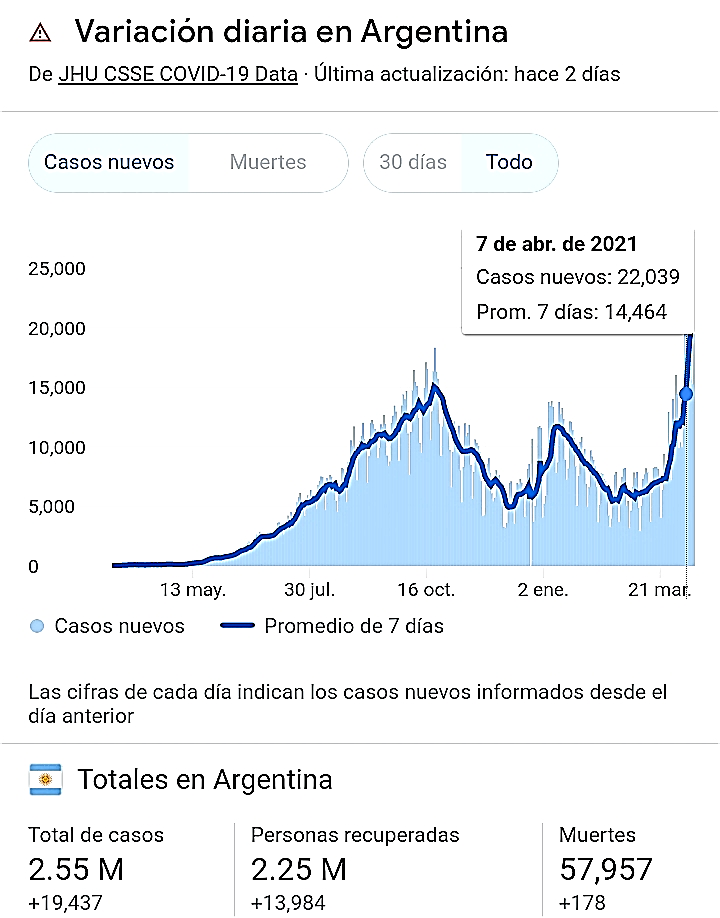 Variación diaria en Argentina
De JHU CSSE COVID-19 Data · Última actualización: hace 2 días
Casos nuevos Muertes 30 días Todo
7 de abr. de 2021
Casos nuevos: 22,039
Prom. 7 días: 14,464
25,000
20,000
15,000
10,000
5,000
0
13 may. 30 jul. 16 oct. 2 ene. 21 mar.
Casos nuevos Promedio de 7 días
Las cifras de cada día indican los casos nuevos informados desde el
día anterior
Totales en Argentina
Total de casos Personas recuperadas Muertes
2.55 M 2.25 M 57,957
+19,437 +13,984 +178